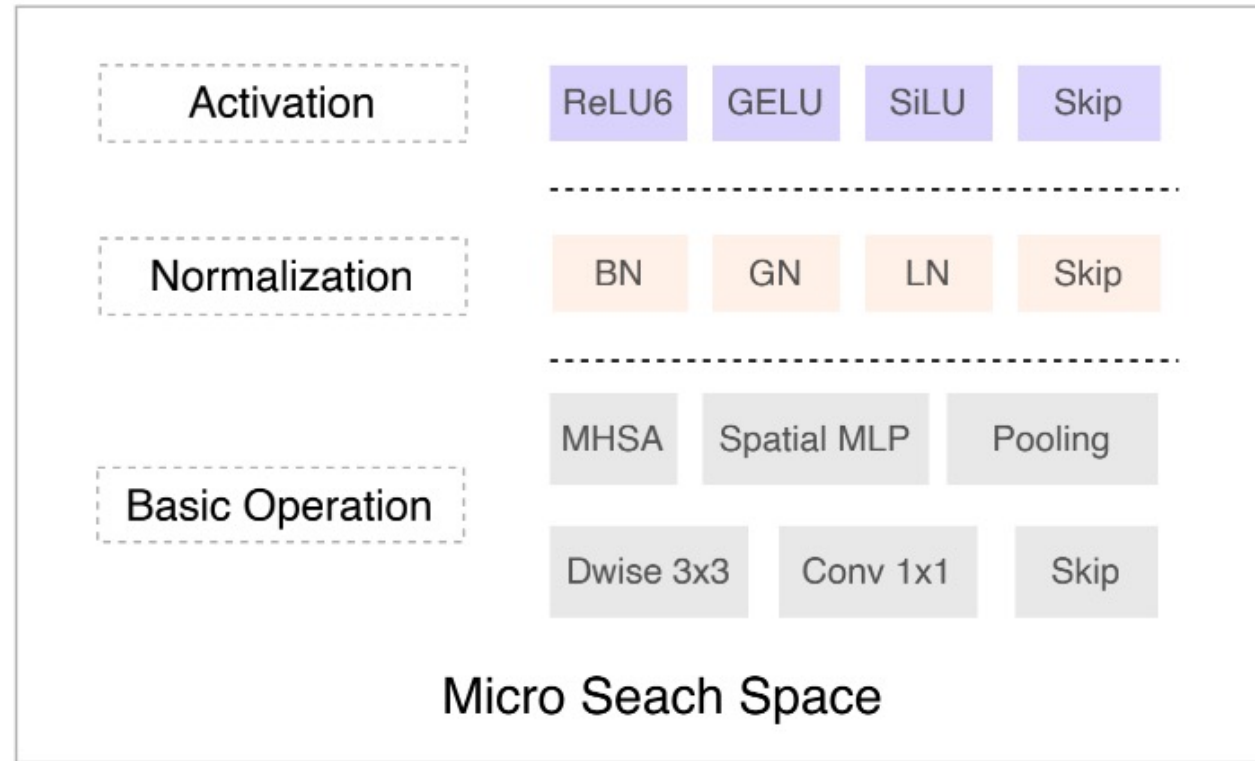 Activation ReLU6 GELU SiLU Skip
Normalization BN GN LN Skip
MHSA Spatial MLP Pooling
Basic Operation
Dwise 3x3 Conv 1x1 Skip
Micro Seach Space